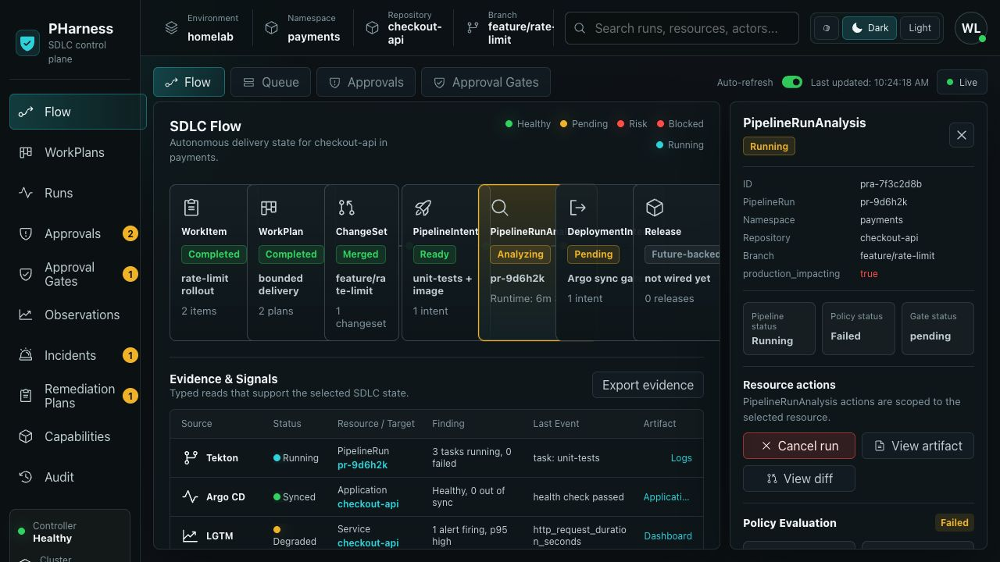 PHarness
SDLC control
plane
Environment
homelab
Namespace
payments
Repository
checkout-
api
Branch
feature/rate-
limit
Search runs, resources, actors...
Dark
Light
WL
Flow
WorkPlans
Runs
Approvals
2
Approval
Gates
1
Observations
Incidents
1
Remediation
Plans
1
Capabilities
Audit
Controller
Healthy
Cluster
Flow
Queue
Approvals
Approval Gates
Auto-refresh
Last updated: 10:24:18 AM
Live
SDLC Flow
Autonomous delivery state for checkout-api in
payments.
Healthy
Pending
Risk
Blocked
Running
WorkItem
Completed
rate-limit
rollout
2 items
WorkPlan
Completed
bounded
delivery
2 plans
ChangeSet
Merged
feature/ra
te-limit
1
changeset
PipelineIntent
Ready
unit-tests +
image
1 intent
PipelineRunAn
Analyzing
pr-9d6h2k
Runtime: 6m
DeploymentInt
Pending
Argo sync ga
1 intent
Release
Future-backed
not wired yet
0 releases
Evidence & Signals
Typed reads that support the selected SDLC state.
Export evidence
Source
Status
Resource / Target
Finding
Last Event
Artifact
Tekton
Running
PipelineRun
pr-9d6h2k
3 tasks running, 0
failed
task: unit-tests
Logs
Argo CD
Synced
Application
checkout-api
Healthy, 0 out of
sync
health check passed
Applicati...
LGTM
Degraded
Service
checkout-api
1 alert firing, p95
high
http_request_duratio
n_seconds
Dashboard
PipelineRunAnalysis
Running
ID
pra-7f3c2d8b
PipelineRun
pr-9d6h2k
Namespace
payments
Repository
checkout-api
Branch
feature/rate-limit
production_impacting
true
Pipeline
status
Running
Policy status
Failed
Gate status
pending
Resource actions
PipelineRunAnalysis actions are scoped to the
selected resource.
Cancel run
View artifact
View diff
Policy Evaluation
Failed